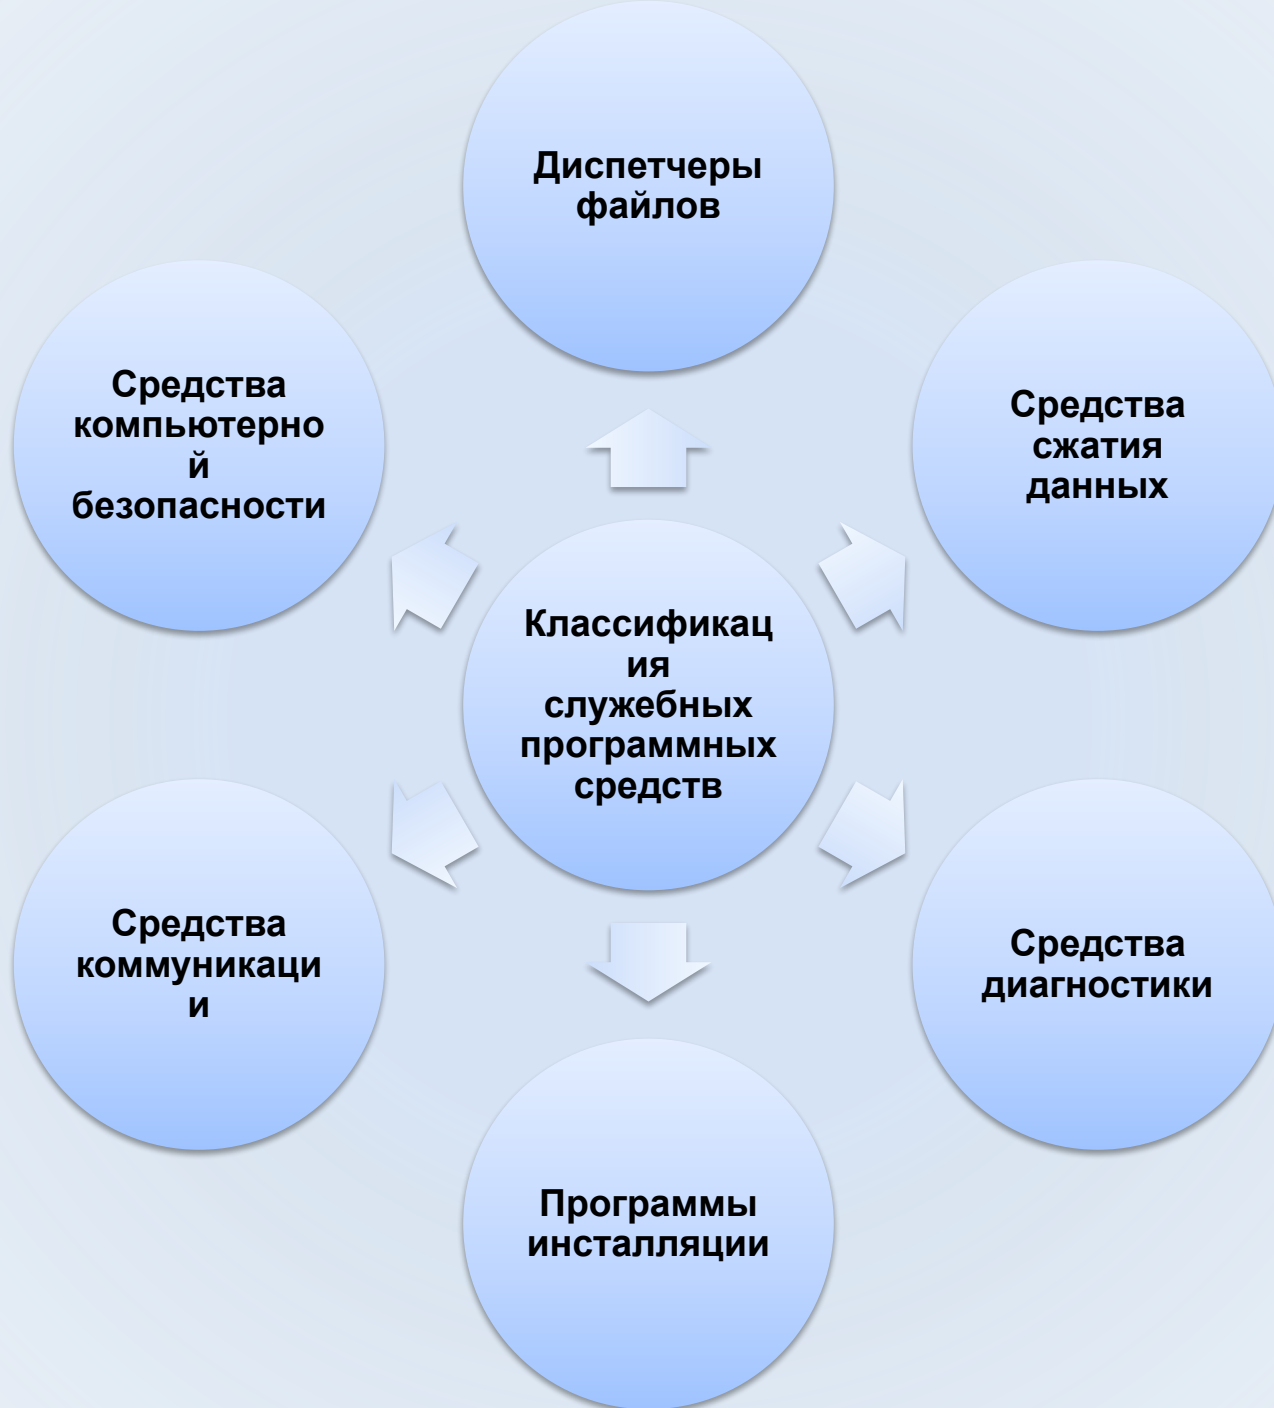 Диспетчеры
файлов
Средства
компьютерно
й
безопасности
Средства
сжатия
данных
Классификац
ия
служебных
программных
средств
Средства
коммуникаци
и
Средства
диагностики
Программы
инсталляции